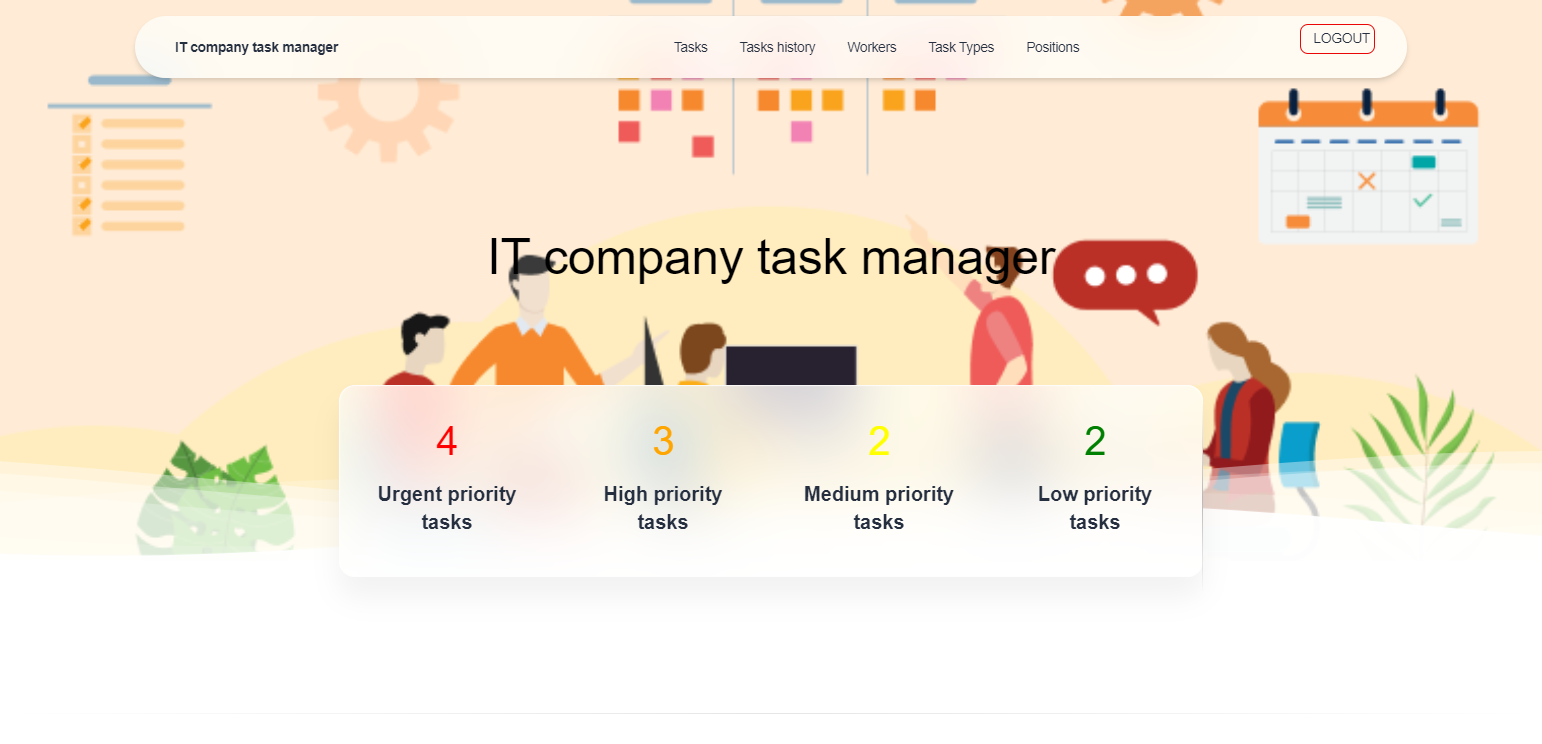 IT company task manager
Tasks
Tasks history
Workers
Task Types
Positions
LOGOUT
IT company task manager
4
3
2
2
Urgent priority
tasks
High priority
tasks
Medium priority
tasks
Low priority
tasks